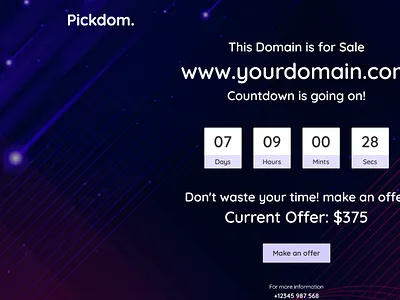 Pickdom.
This Domain is for Sale
www.yourdomain.com
Countdown is going on!
07 09 00 28
Days Hours Mints Secs
Don't waste your time! make an offe
Current Offer: $375
Make an offer
For more information
+12345 987 568